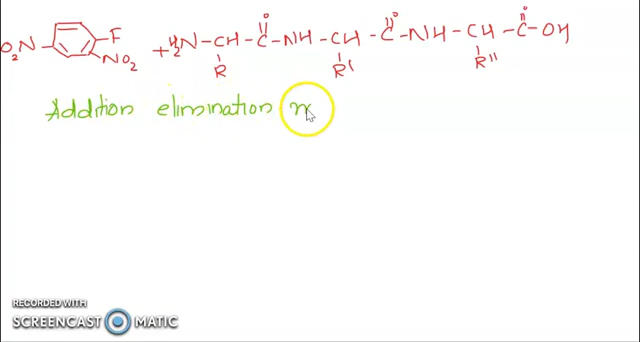 O2N F NO2 + H2N - CH - C - NH - CH - C - NH - CH - C - OH
O O O
R R' R''
Addition elimination
RECORDED WITH
SCREENCAST MATIC